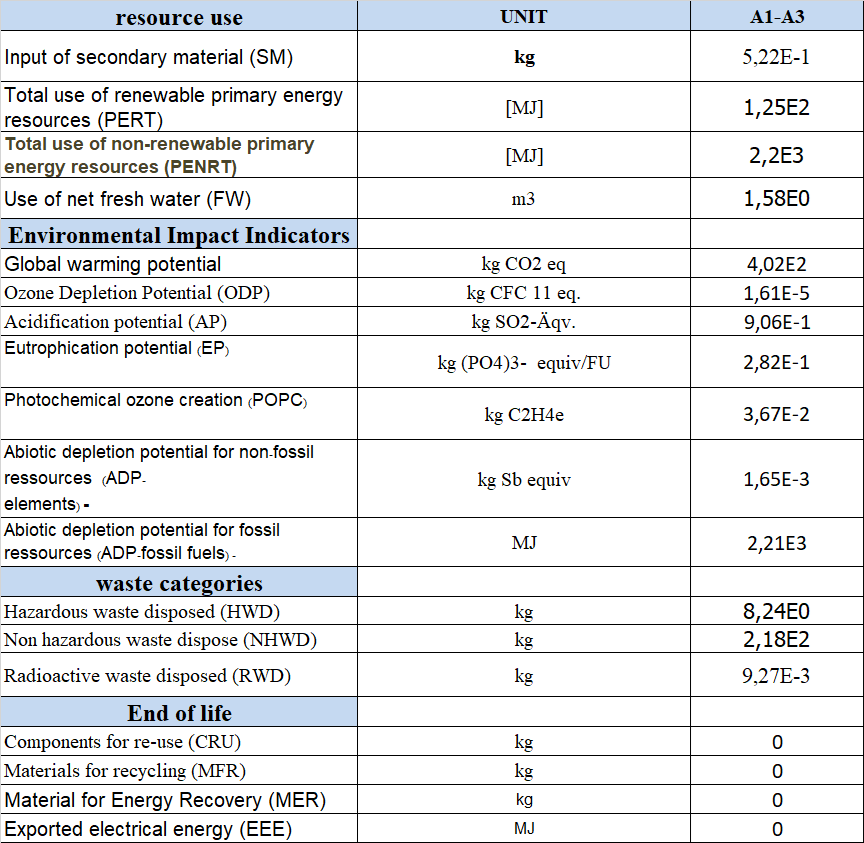 resource use UNIT A1-A3
Input of secondary material (SM) kg 5,22E-1
Total use of renewable primary energy
resources (PERT) [MJ] 1,25E2
Total use of non-renewable primary
energy resources (PENRT) [MJ] 2,2E3
Use of net fresh water (FW) m3 1,58E0
Environmental Impact Indicators
Global warming potential kg CO2 eq 4,02E2
Ozone Depletion Potential (ODP) kg CFC 11 eq. 1,61E-5
Acidification potential (AP) kg SO2-Äqv. 9,06E-1
Eutrophication potential (EP) kg (PO4)3- equiv/FU 2,82E-1
Photochemical ozone creation (POPC) kg C2H4e 3,67E-2
Abiotic depletion potential for non-fossil
ressources (ADP- kg Sb equiv 1,65E-3
elements) -
Abiotic depletion potential for fossil
ressources (ADP-fossil fuels) - MJ 2,21E3
waste categories
Hazardous waste disposed (HWD) kg 8,24E0
Non hazardous waste dispose (NHWD) kg 2,18E2
Radioactive waste disposed (RWD) kg 9,27E-3
End of life
Components for re-use (CRU) kg 0
Materials for recycling (MFR) kg 0
Material for Energy Recovery (MER) kg 0
Exported electrical energy (EEE) MJ 0